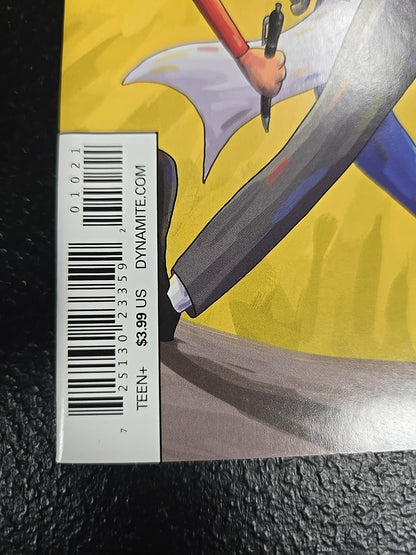 7 25130 23359 2
01021
TEEN+ $3.99 US DYNAMITE.COM